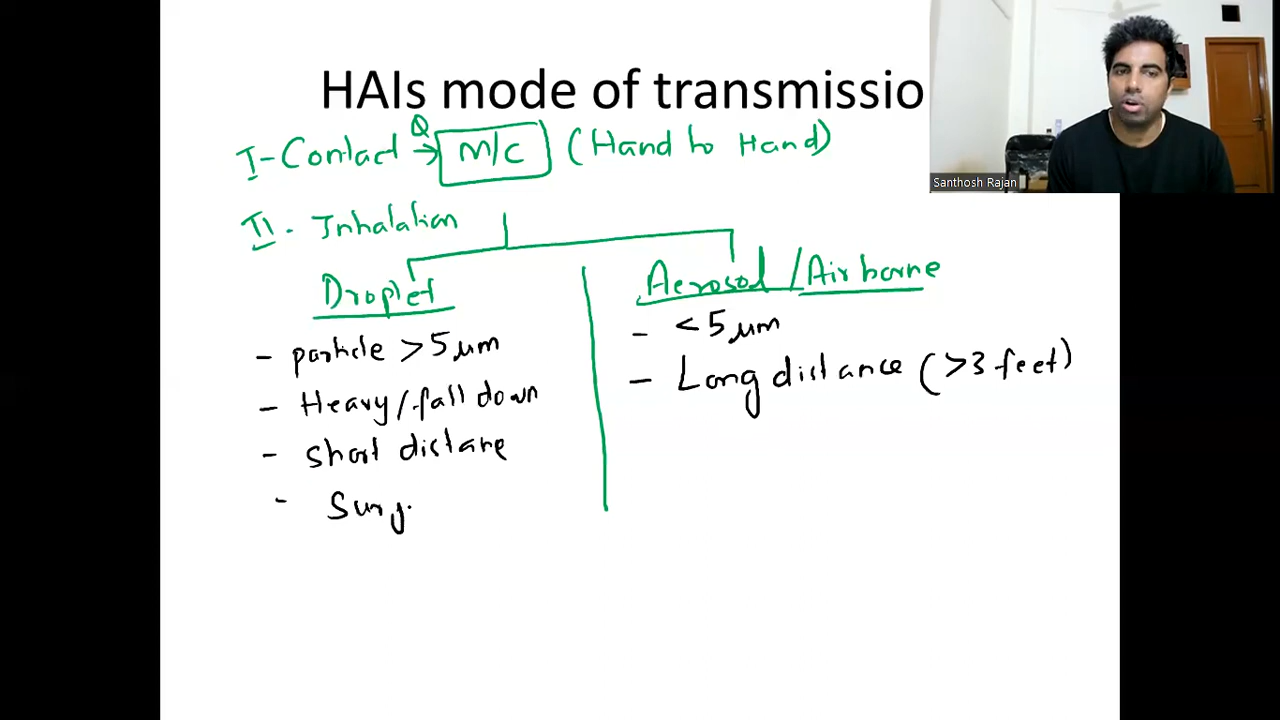 HAIs mode of transmissio
I-Contact → M/C (Hand to Hand)
Santhosh Rajan
II. Inhalation
Droplet
- particle >5 μm
- Heavy/fall down
- short distance
- Surg
Aerosol /Airborne
- <5 μm
- Long distance (>3 feet)